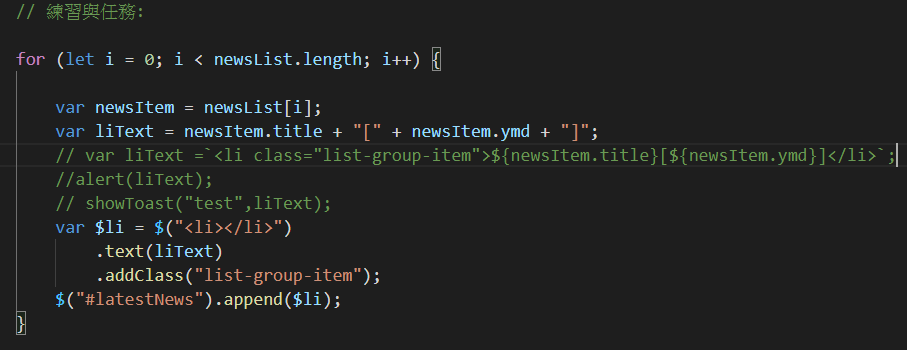 // 練習與任務:
for (let i = 0; i < newsList.length; i++) {
var newsItem = newsList[i];
var liText = newsItem.title + "[" + newsItem.ymd + "]";
// var liText =`<li class="list-group-item">${newsItem.title}[${newsItem.ymd}]</li>`;
//alert(liText);
// showToast("test",liText);
var $li = $("<li></li>")
.text(liText)
.addClass("list-group-item");
$("#latestNews").append($li);
}